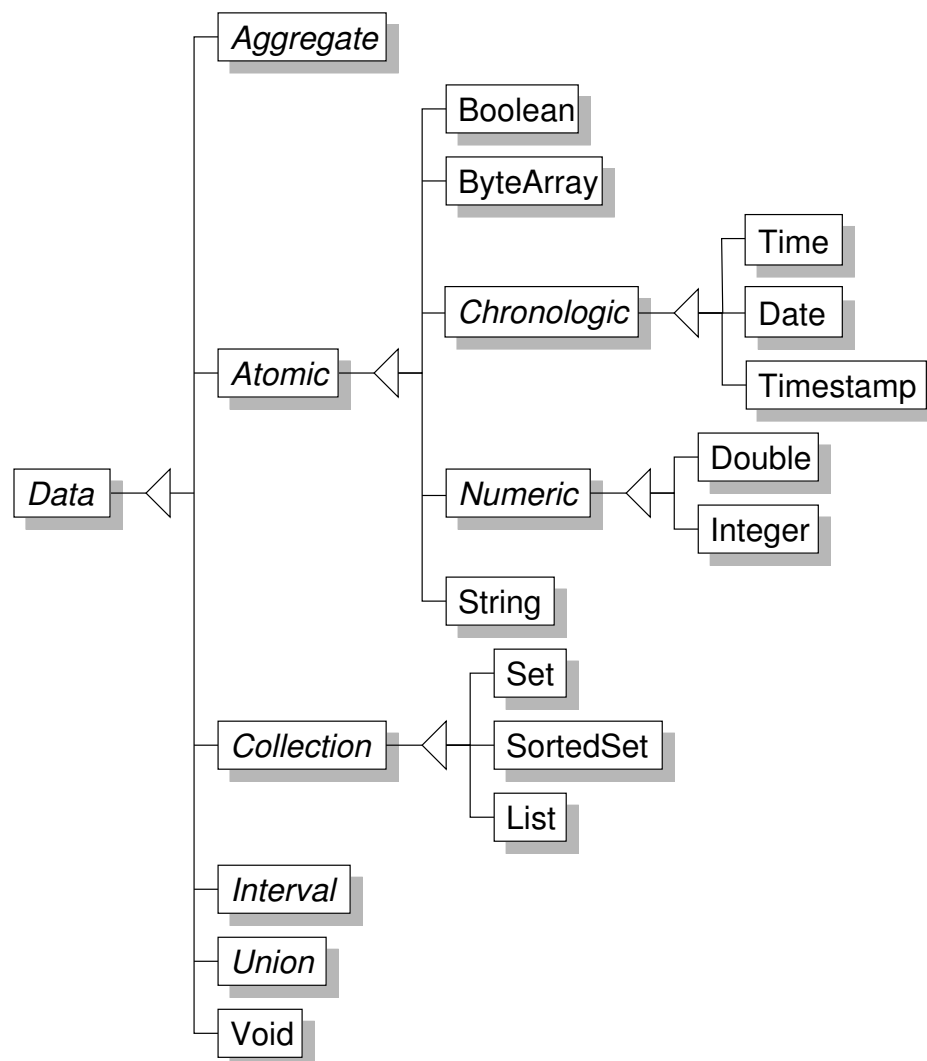 Aggregate
Boolean
ByteArray
Time
Chronologic
Date
Atomic
Timestamp
Double
Data
Numeric
Integer
String
Set
Collection
SortedSet
List
Interval
Union
Void